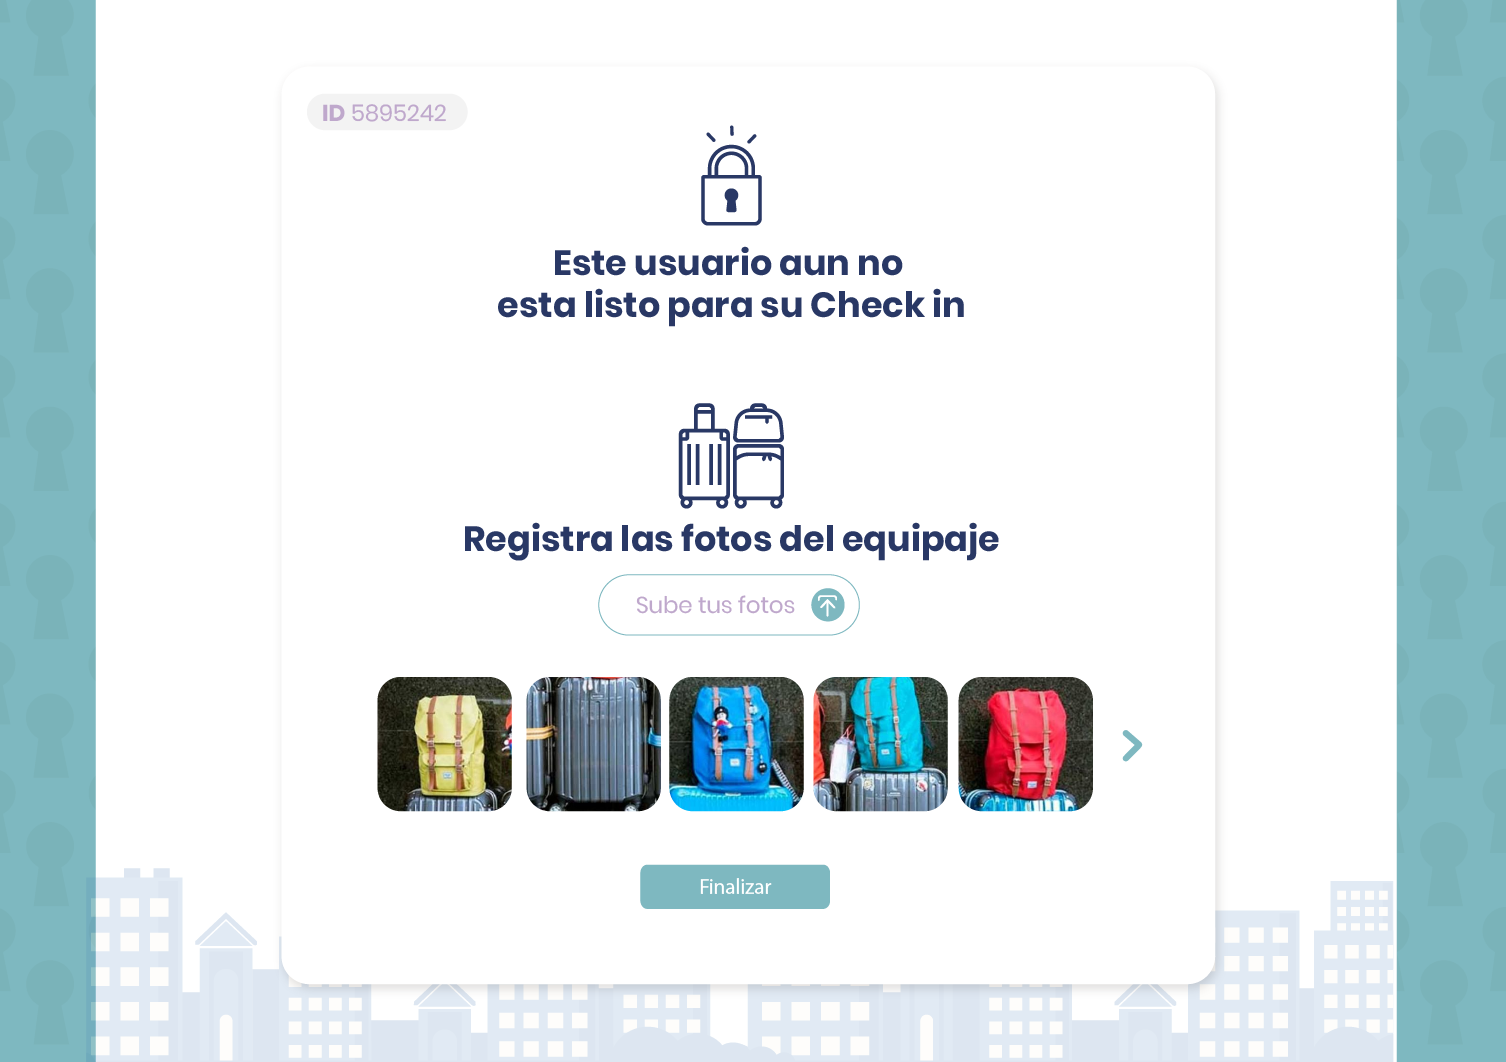 ID 5895242
Este usuario aun no
esta listo para su Check in
Registra las fotos del equipaje
Sube tus fotos
Finalizar